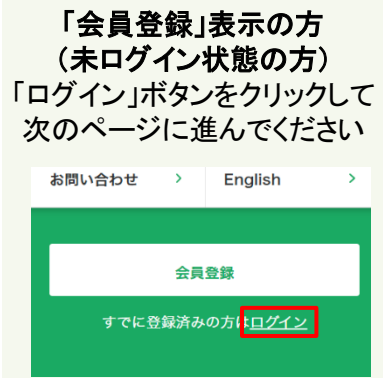 「会員登録」表示の方
(未ログイン状態の方)
「ログイン」ボタンをクリックして
次のページに進んでください
お問い合わせ > English >
会員登録
すでに登録済みの方はログイン